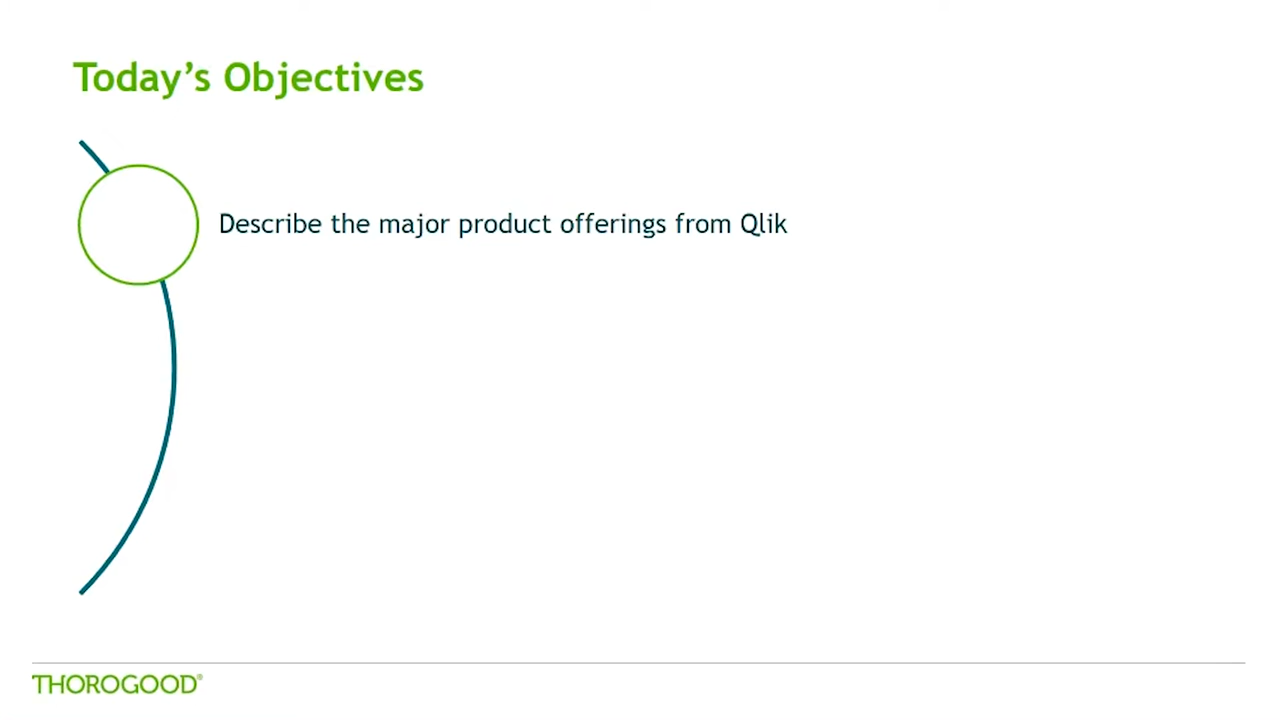 Today’s Objectives
Describe the major product offerings from Qlik
THOROGOOD®